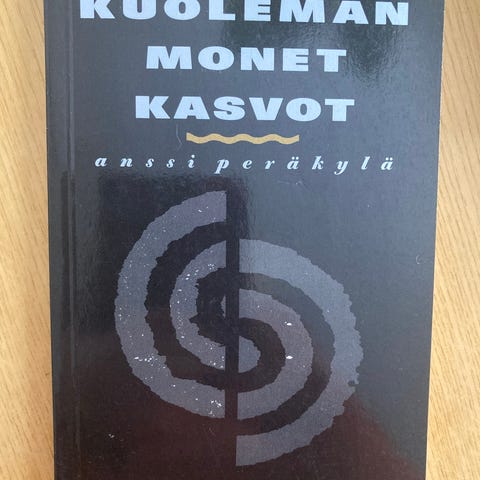 KUOLEMAN
MONET
KASVOT
anssi peräkylä